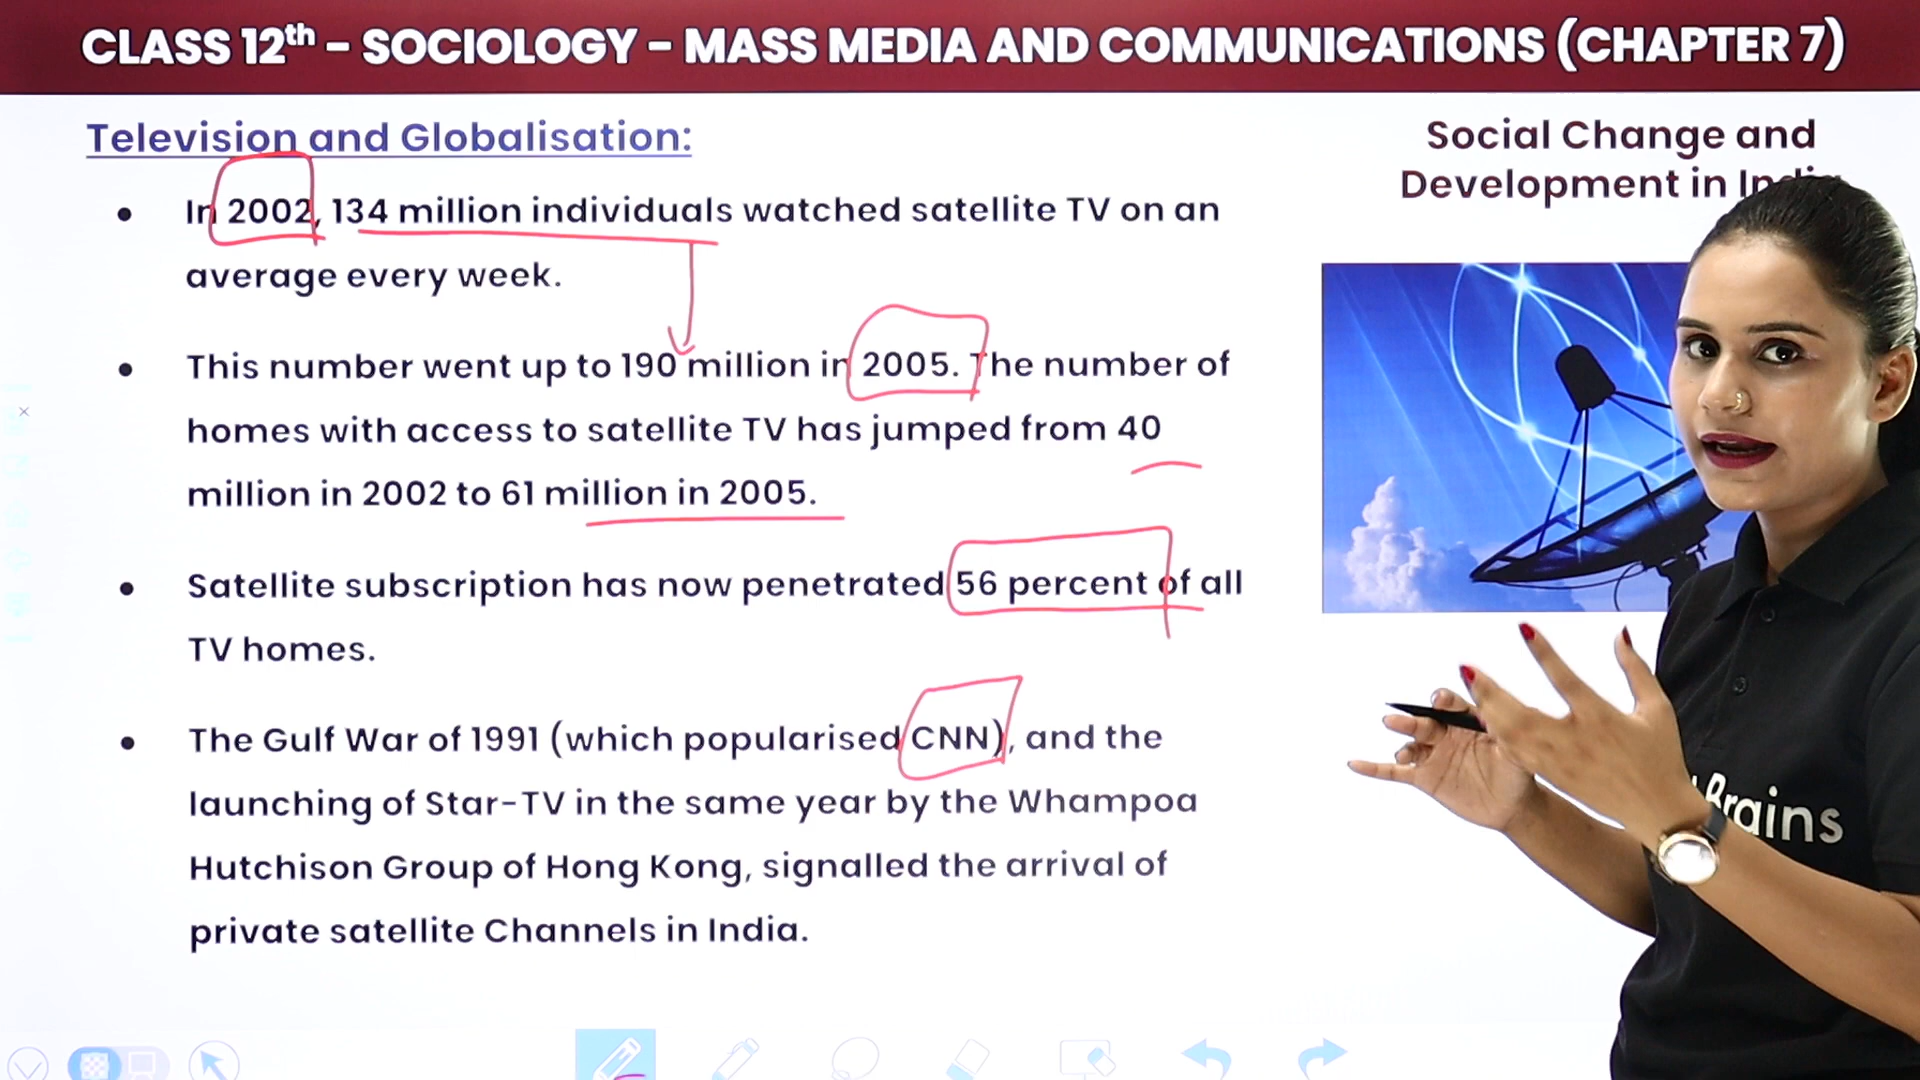 CLASS 12th - SOCIOLOGY - MASS MEDIA AND COMMUNICATIONS (CHAPTER 7)
Television and Globalisation:
Social Change and
Development in India
• In 2002, 134 million individuals watched satellite TV on an
average every week.
• This number went up to 190 million in 2005. The number of
homes with access to satellite TV has jumped from 40
million in 2002 to 61 million in 2005.
• Satellite subscription has now penetrated 56 percent of all
TV homes.
• The Gulf War of 1991 (which popularised CNN), and the
launching of Star-TV in the same year by the Whampoa
Hutchison Group of Hong Kong, signalled the arrival of
private satellite Channels in India.
Brains